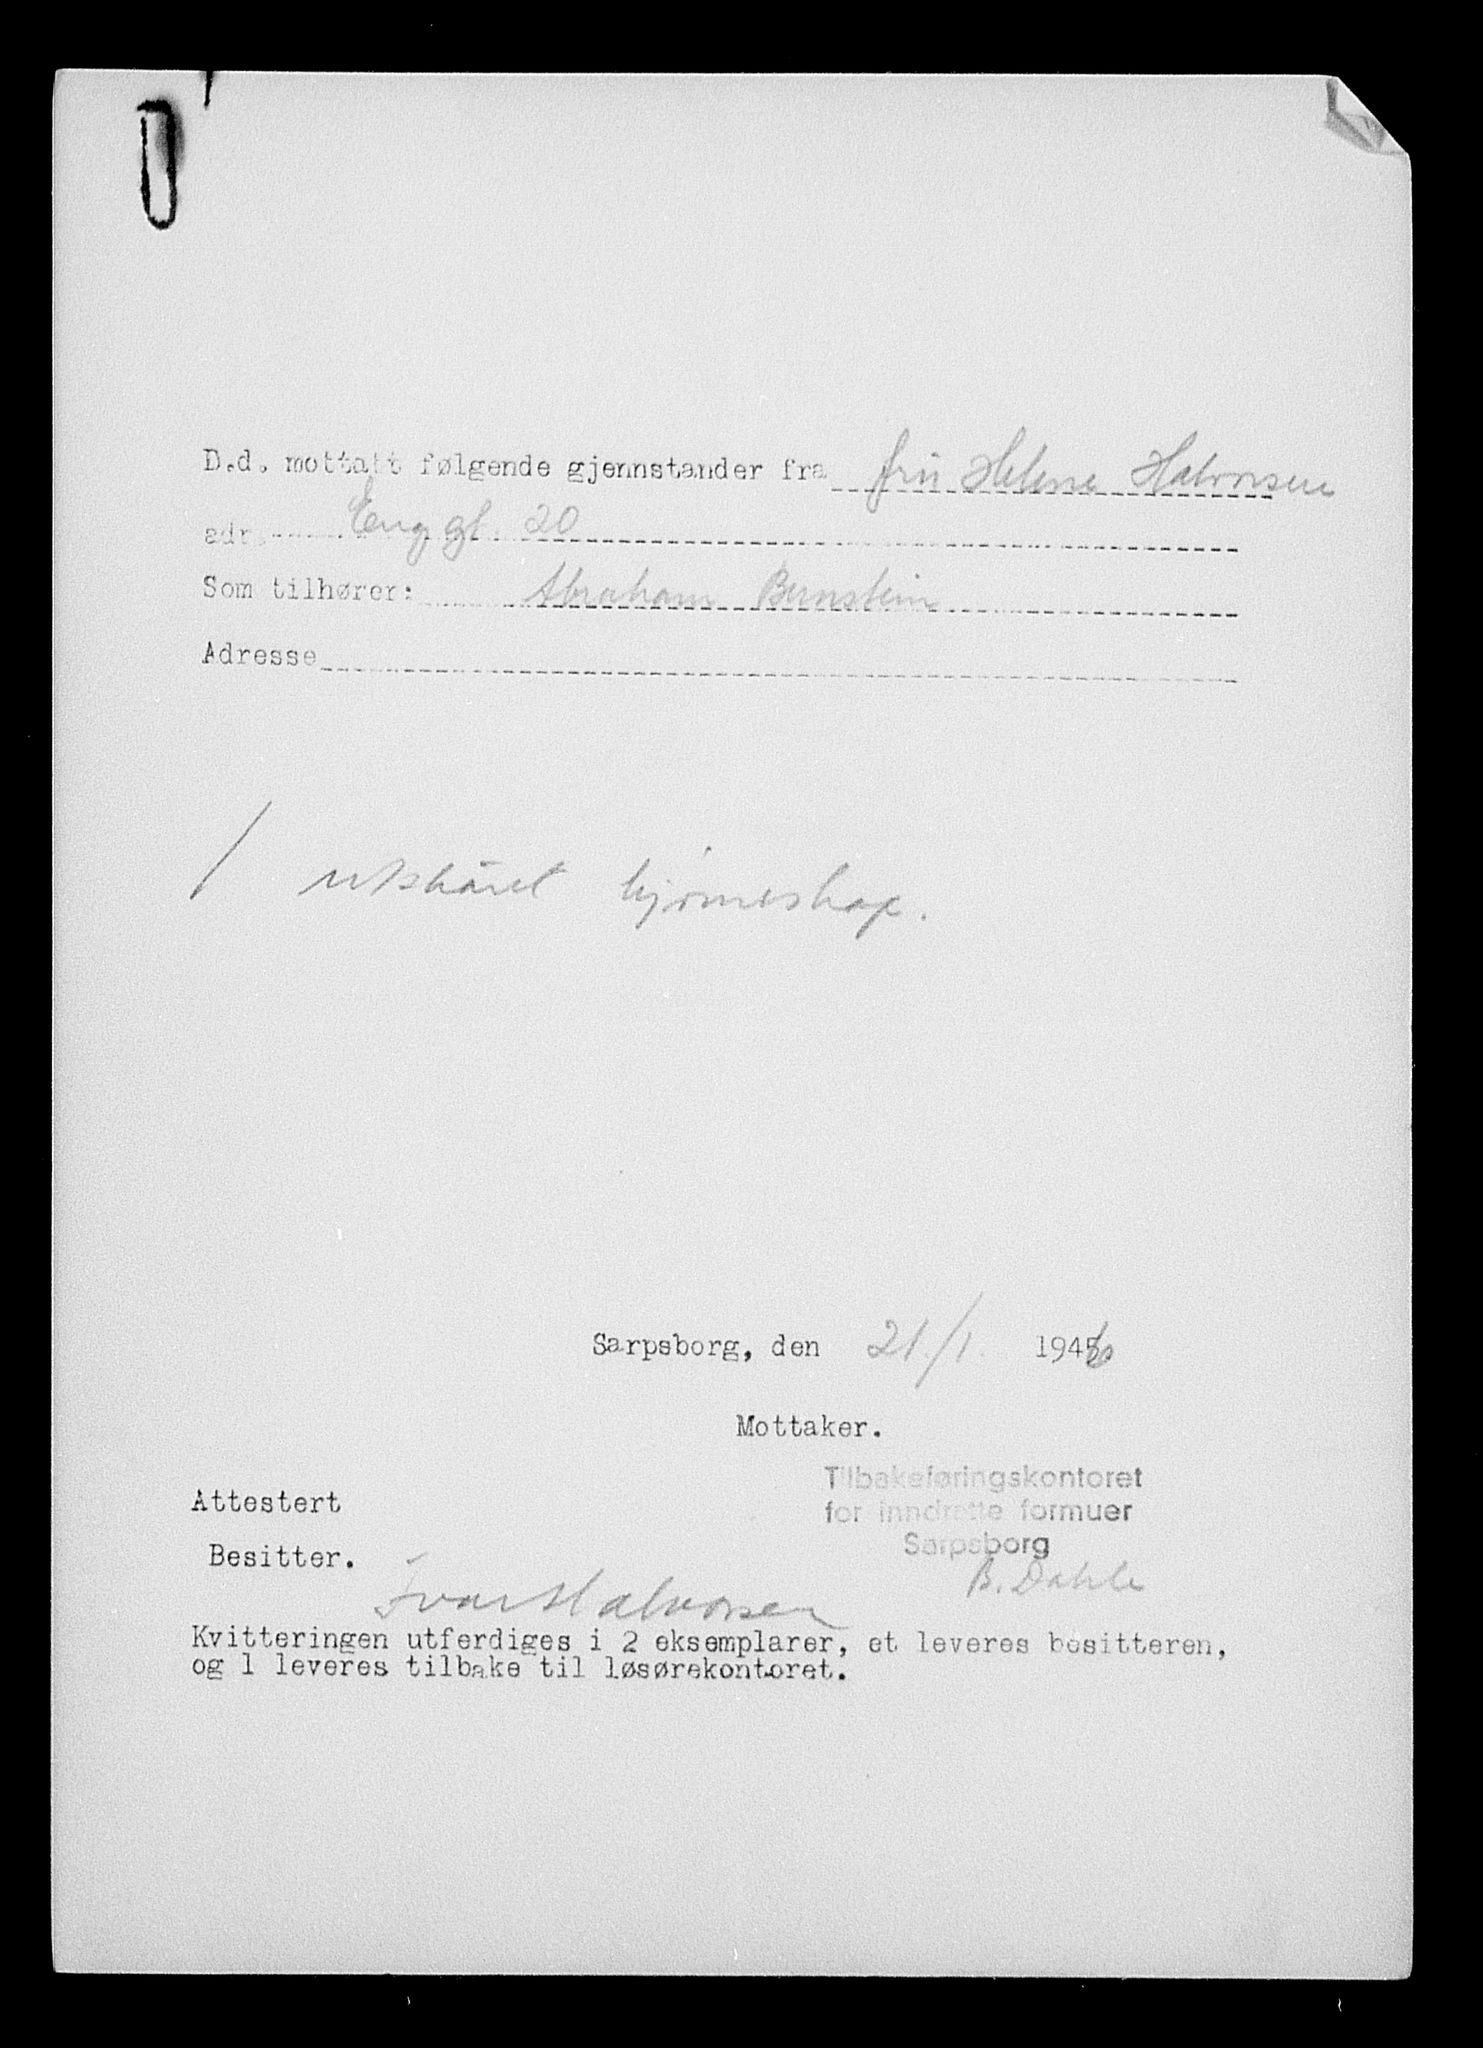 D.d. mottatt følgende gjennstander fra fru Helene Halvorsen
adr. Enggt. 20
Som tilhører: Abraham Bernstein
Adresse
1 utskåret hjørneskap.
Sarpsborg, den 21./1. 1946
Mottaker.
Tilbakeføringskontoret
for inndratte formuer
Sarpsborg
B. Dahle
Attestert
Besitter.
Ivar Halvorsen
Kvitteringen utferdiges i 2 eksemplarer, et leveres besitteren,
og 1 leveres tilbake til løsørekontoret.